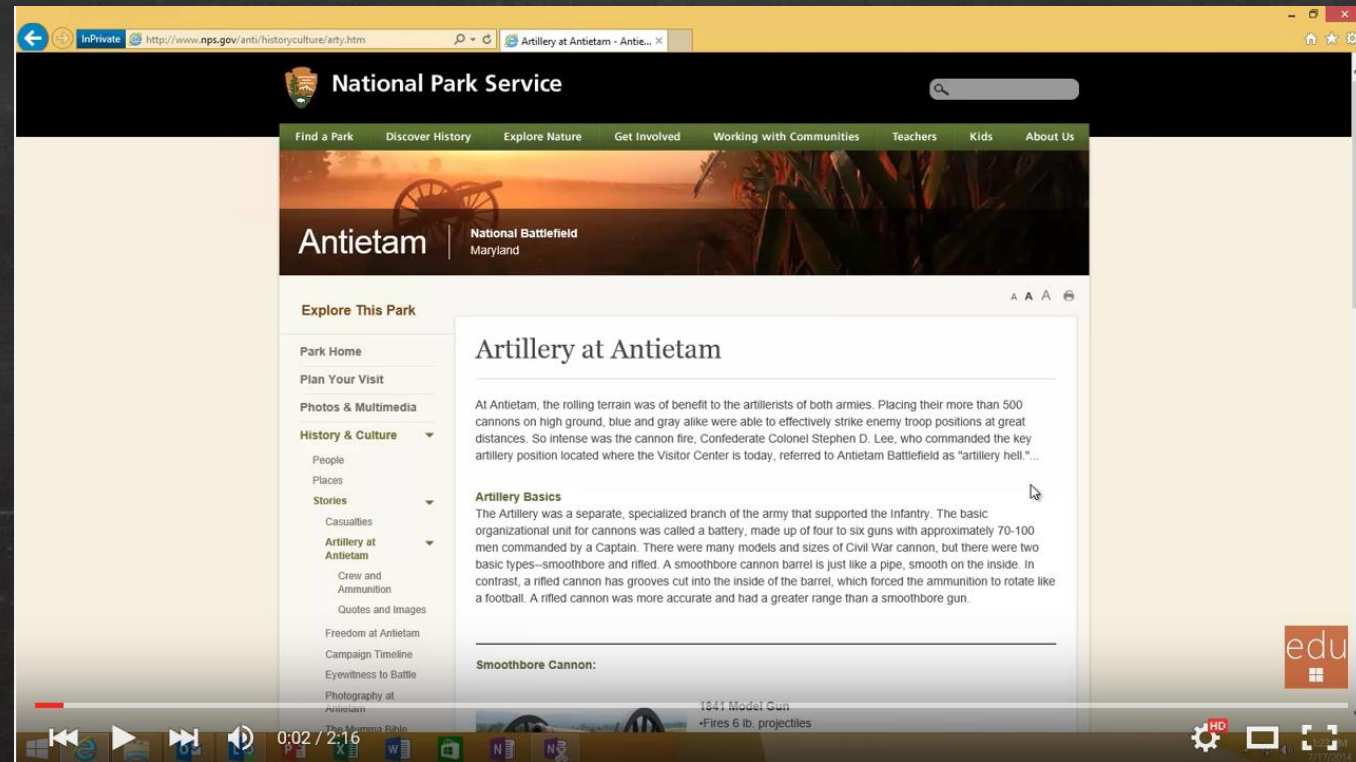 InPrivate http://www.nps.gov/anti/historyculture/arty.htm Artillery at Antietam - Antie...
National Park Service
Find a Park Discover History Explore Nature Get Involved Working with Communities Teachers Kids About Us
Antietam
National Battlefield
Maryland
A A A
Explore This Park
Park Home
Plan Your Visit
Photos & Multimedia
History & Culture
People
Places
Stories
Casualties
Artillery at
Antietam
Crew and
Ammunition
Quotes and Images
Freedom at Antietam
Campaign Timeline
Eyewitness to Battle
Photography at
Antietam
The Mumma Bible
Artillery at Antietam
At Antietam, the rolling terrain was of benefit to the artillerists of both armies. Placing their more than 500
cannons on high ground, blue and gray alike were able to effectively strike enemy troop positions at great
distances. So intense was the cannon fire, Confederate Colonel Stephen D. Lee, who commanded the key
artillery position located where the Visitor Center is today, referred to Antietam Battlefield as "artillery hell."...
Artillery Basics
The Artillery was a separate, specialized branch of the army that supported the Infantry. The basic
organizational unit for cannons was called a battery, made up of four to six guns with approximately 70-100
men commanded by a Captain. There were many models and sizes of Civil War cannon, but there were two
basic types--smoothbore and rifled. A smoothbore cannon barrel is just like a pipe, smooth on the inside. In
contrast, a rifled cannon has grooves cut into the inside of the barrel, which forced the ammunition to rotate like
a football. A rifled cannon was more accurate and had a greater range than a smoothbore gun.
Smoothbore Cannon:
1841 Model Gun
•Fires 6 lb. projectiles
edu
0:02 / 2:16
HD
7/17/2014